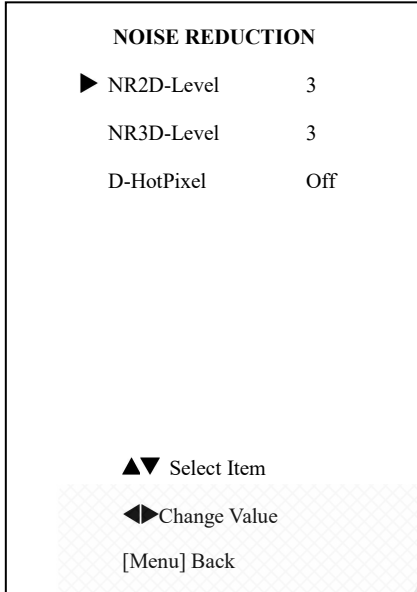 NOISE REDUCTION
▶ NR2D-Level 3
NR3D-Level 3
D-HotPixel Off
▲▼ Select Item
◀▶Change Value
[Menu] Back